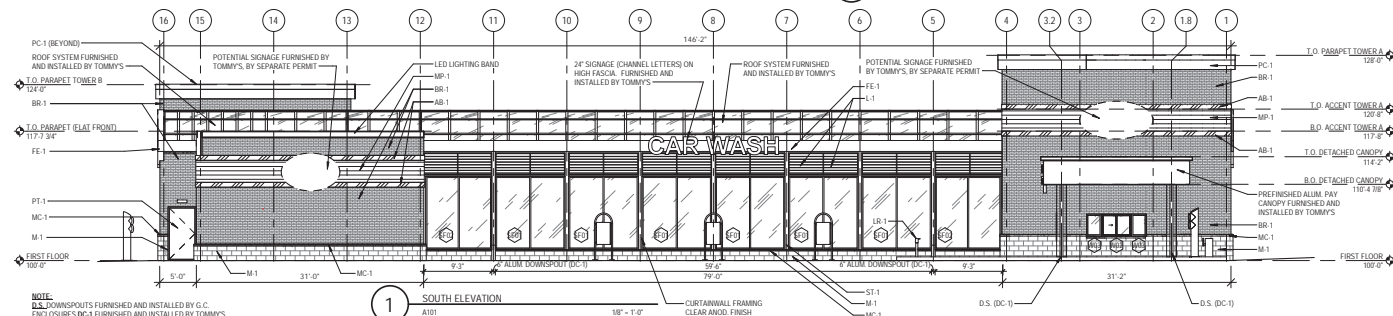 16 15 14 13 12 11 10 9 8 7 6 5 4 3.2 3 2 1.8 1
146'-2"
PC-1 (BEYOND)
ROOF SYSTEM FURNISHED
AND INSTALLED BY TOMMY'S
T.O. PARAPET TOWER B
124'-0"
BR-1
T.O. PARAPET (FLAT FRONT)
117'-7 3/4"
FE-1
PT-1
MC-1
M-1
FIRST FLOOR
100'-0"
POTENTIAL SIGNAGE FURNISHED BY
TOMMY'S, BY SEPARATE PERMIT
LED LIGHTING BAND
MP-1
BR-1
AB-1
24" SIGNAGE (CHANNEL LETTERS) ON
HIGH FASCIA. FURNISHED AND
INSTALLED BY TOMMY'S
ROOF SYSTEM FURNISHED
AND INSTALLED BY TOMMY'S
FE-1
L-1
POTENTIAL SIGNAGE FURNISHED
BY TOMMY'S, BY SEPARATE PERMIT
CAR WASH
T.O. PARAPET TOWER A
128'-0"
PC-1
BR-1
AB-1
T.O. ACCENT TOWER A
120'-8"
MP-1
B.O. ACCENT TOWER A
117'-8"
AB-1
T.O. DETACHED CANOPY
114'-2"
B.O. DETACHED CANOPY
110'-4 7/8"
PREFINISHED ALUM. PAY
CANOPY FURNISHED AND
INSTALLED BY TOMMY'S
BR-1
MC-1
M-1
FIRST FLOOR
100'-0"
LR-1
SF02 SF01 SF01 SF01 SF01 SF01 SF01 SF02
5'-0" 31'-0" 9'-3" 6" ALUM. DOWNSPOUT (DC-1) 59'-6" 6" ALUM. DOWNSPOUT (DC-1) 9'-3" 31'-2"
79'-0"
M-1
MC-1
ST-1
M-1
MC-1
CURTAINWALL FRAMING
CLEAR ANOD. FINISH
D.S. (DC-1)
D.S. (DC-1)
NOTE:
D.S. DOWNSPOUTS FURNISHED AND INSTALLED BY G.C.
ENCLOSURES DC-1 FURNISHED AND INSTALLED BY TOMMY'S
1 SOUTH ELEVATION
A101 1/8" = 1'-0"